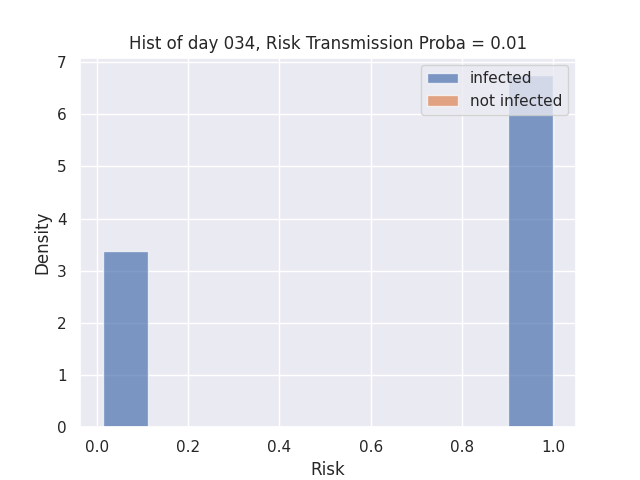 Hist of day 034, Risk Transmission Proba = 0.01
infected
not infected
Density
7
6
5
4
3
2
1
0
0.0 0.2 0.4 0.6 0.8 1.0
Risk